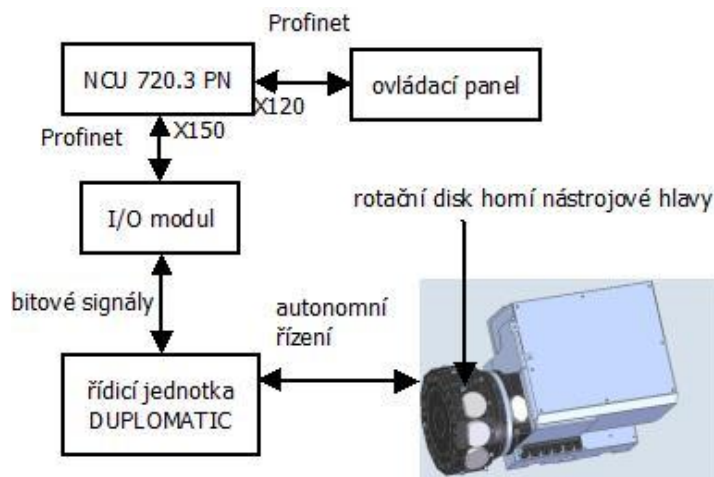 Profinet
NCU 720.3 PN
ovládací panel
X120
X150
Profinet
rotační disk horní nástrojové hlavy
I/O modul
bitové signály
autonomní
řízení
řídicí jednotka
DUPLOMATIC